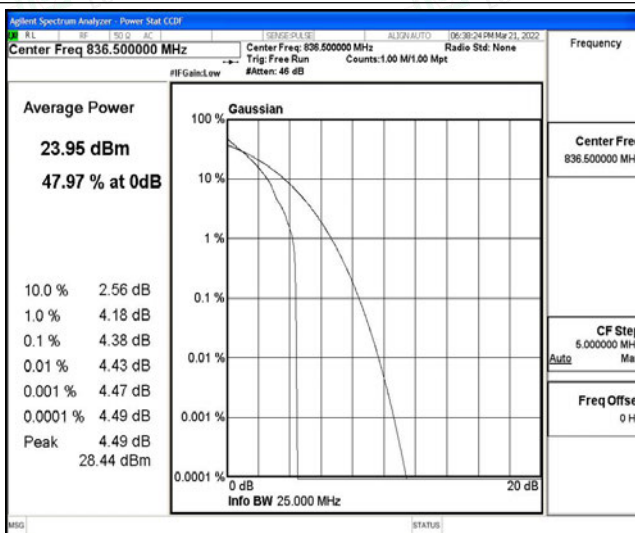 Agilent Spectrum Analyzer - Power Stat CCDF
RL RF 50 Ω AC SENSE:PULSE ALIGNAUTO 06:38:24 PM Mar 21, 2022
Center Freq 836.500000 MHz
Center Freq: 836.500000 MHz Radio Std: None
Trig: Free Run Counts:1.00 M/1.00 Mpt
#IFGain:Low #Atten: 46 dB
Frequency
Average Power
23.95 dBm
47.97 % at 0dB
10.0 % 2.56 dB
1.0 % 4.18 dB
0.1 % 4.38 dB
0.01 % 4.43 dB
0.001 % 4.47 dB
0.0001 % 4.49 dB
Peak 4.49 dB
28.44 dBm
Gaussian
100 %
10 %
1 %
0.1 %
0.01 %
0.001 %
0.0001 %
0 dB 20 dB
Info BW 25.000 MHz
Center Fre
836.500000 MH
CF Step
5.000000 MH
Auto Ma
Freq Offse
0 H
MSG STATUS